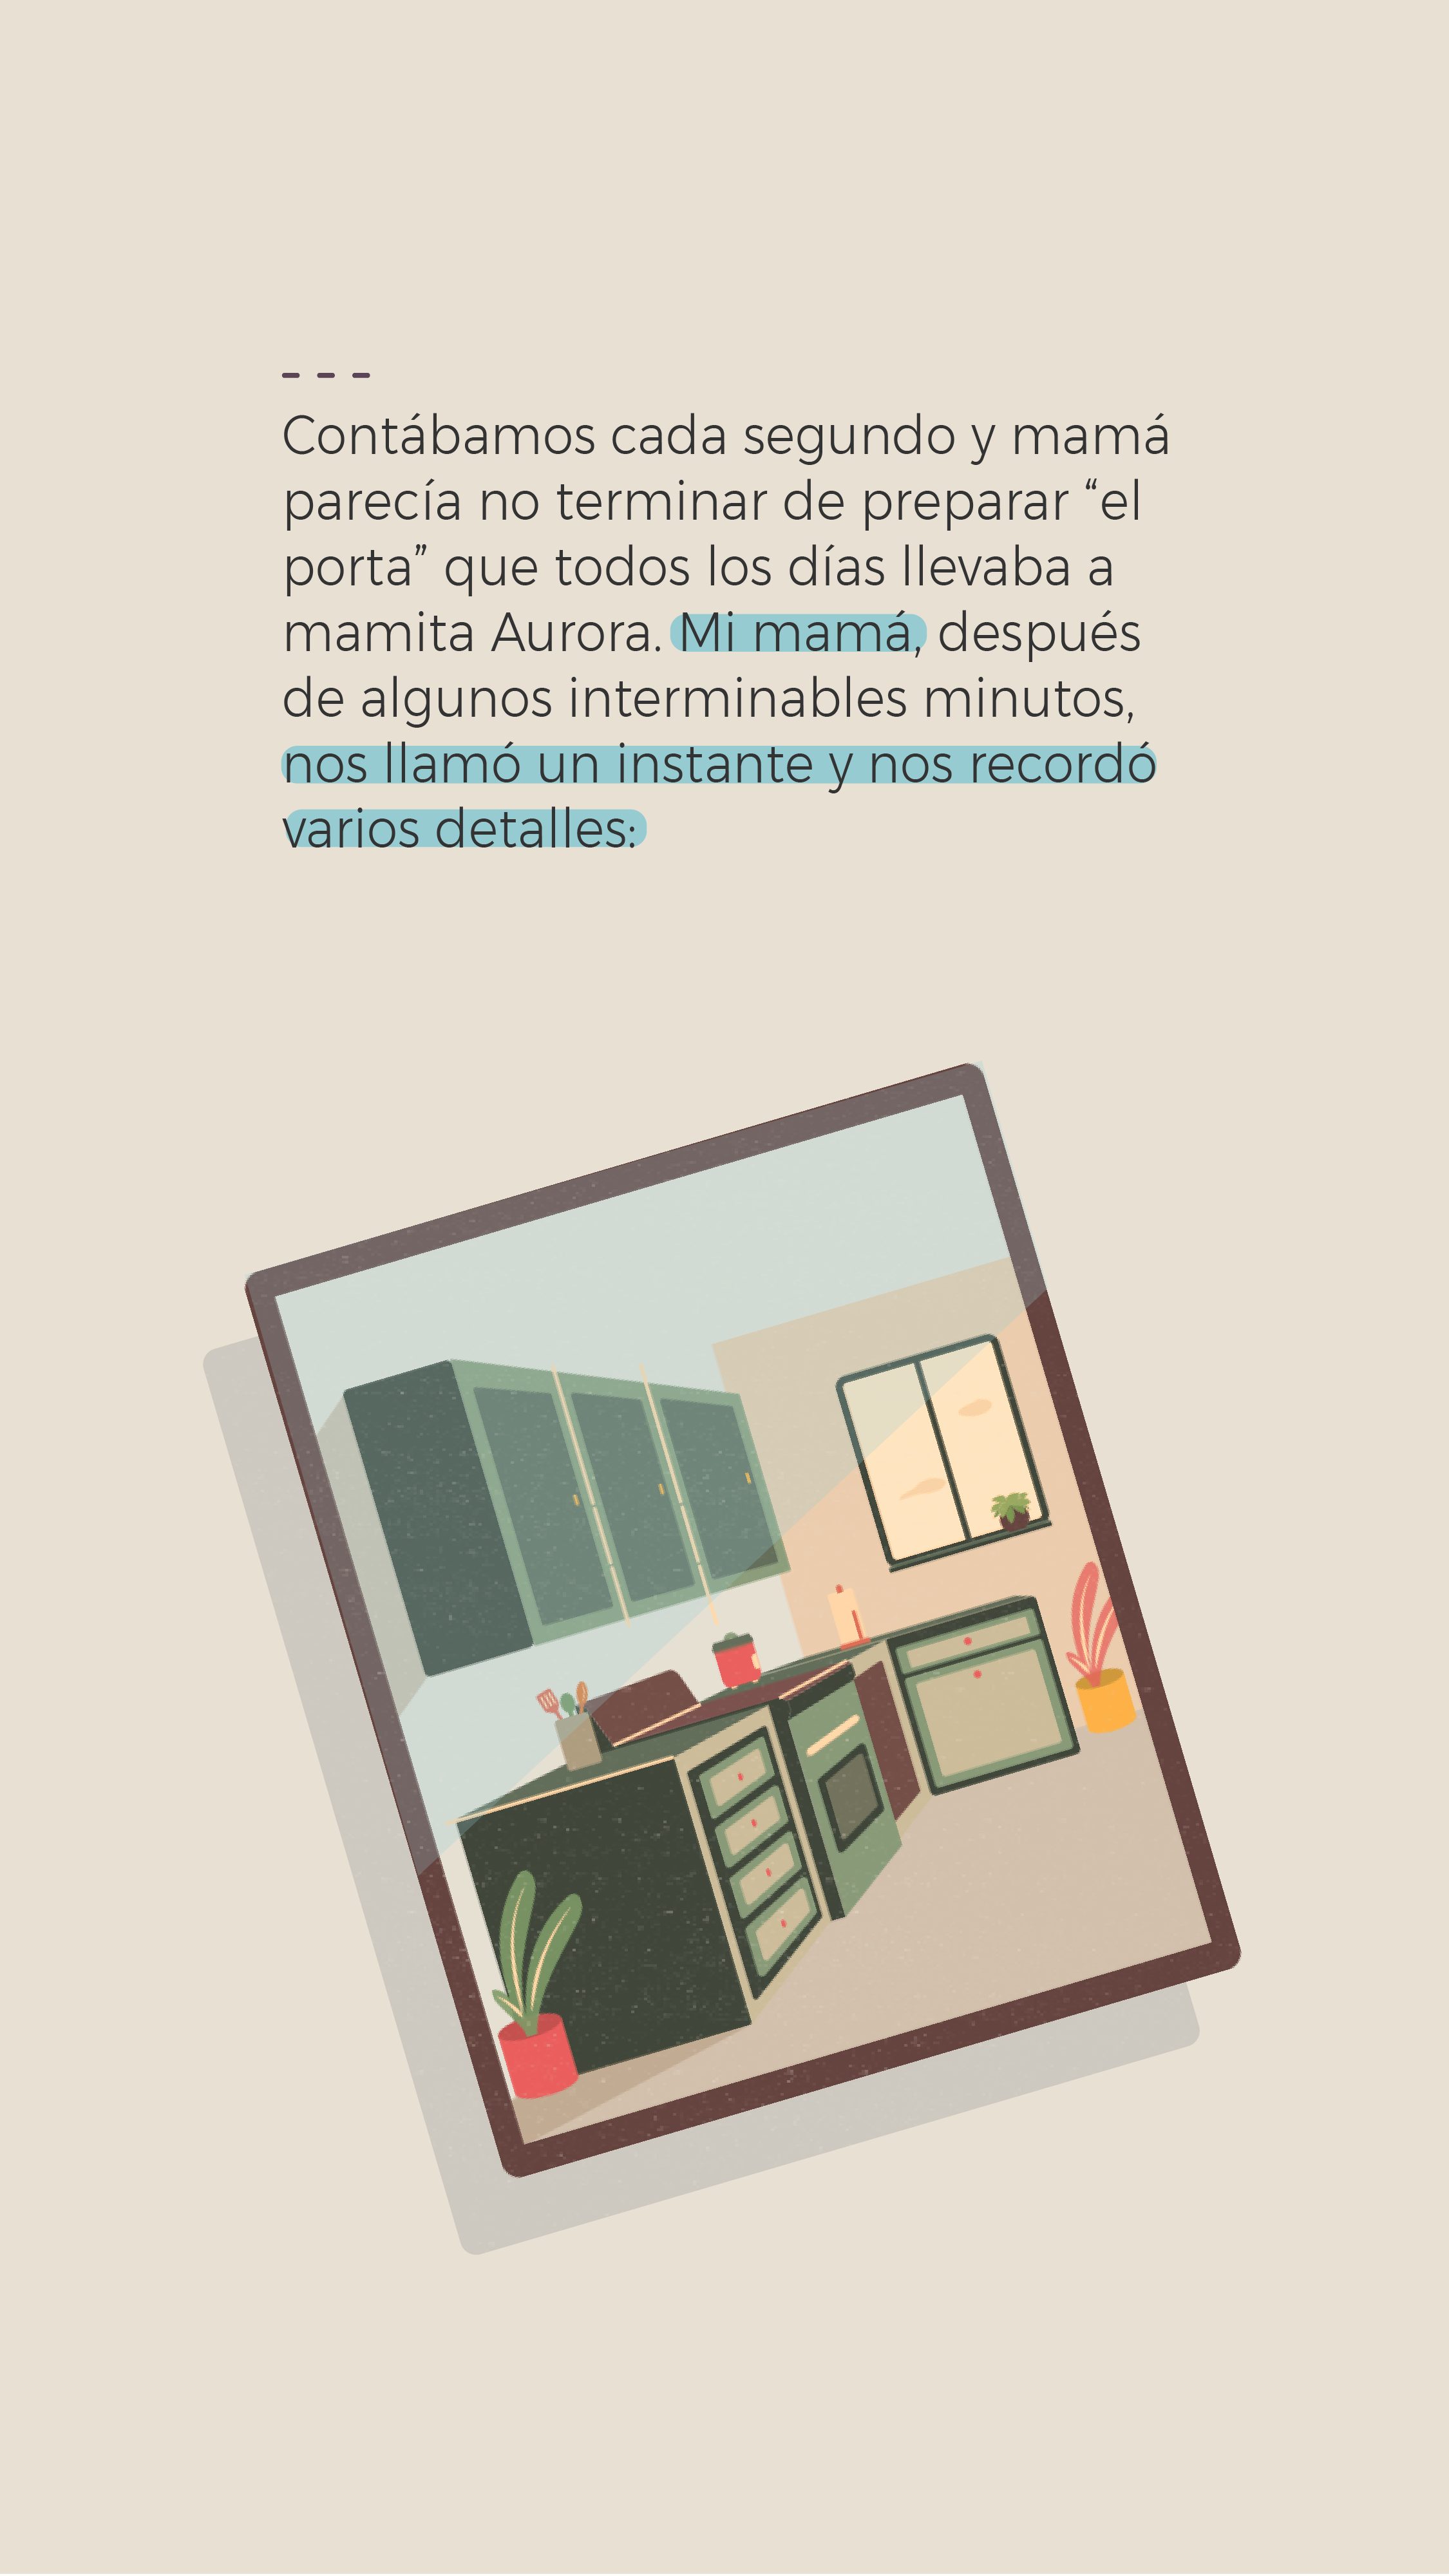 Contábamos cada segundo y mamá
parecía no terminar de preparar “el
porta” que todos los días llevaba a
mamita Aurora. Mi mamá, después
de algunos interminables minutos,
nos llamó un instante y nos recordó
varios detalles: